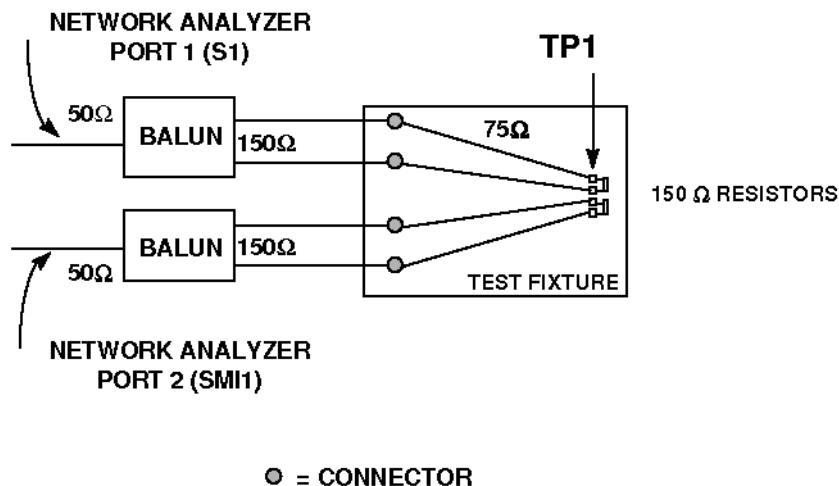 NETWORK ANALYZER
PORT 1 (S1)
TP1
50Ω
BALUN
150Ω
75Ω
150 Ω RESISTORS
BALUN
150Ω
50Ω
TEST FIXTURE
NETWORK ANALYZER
PORT 2 (SMI1)
= CONNECTOR